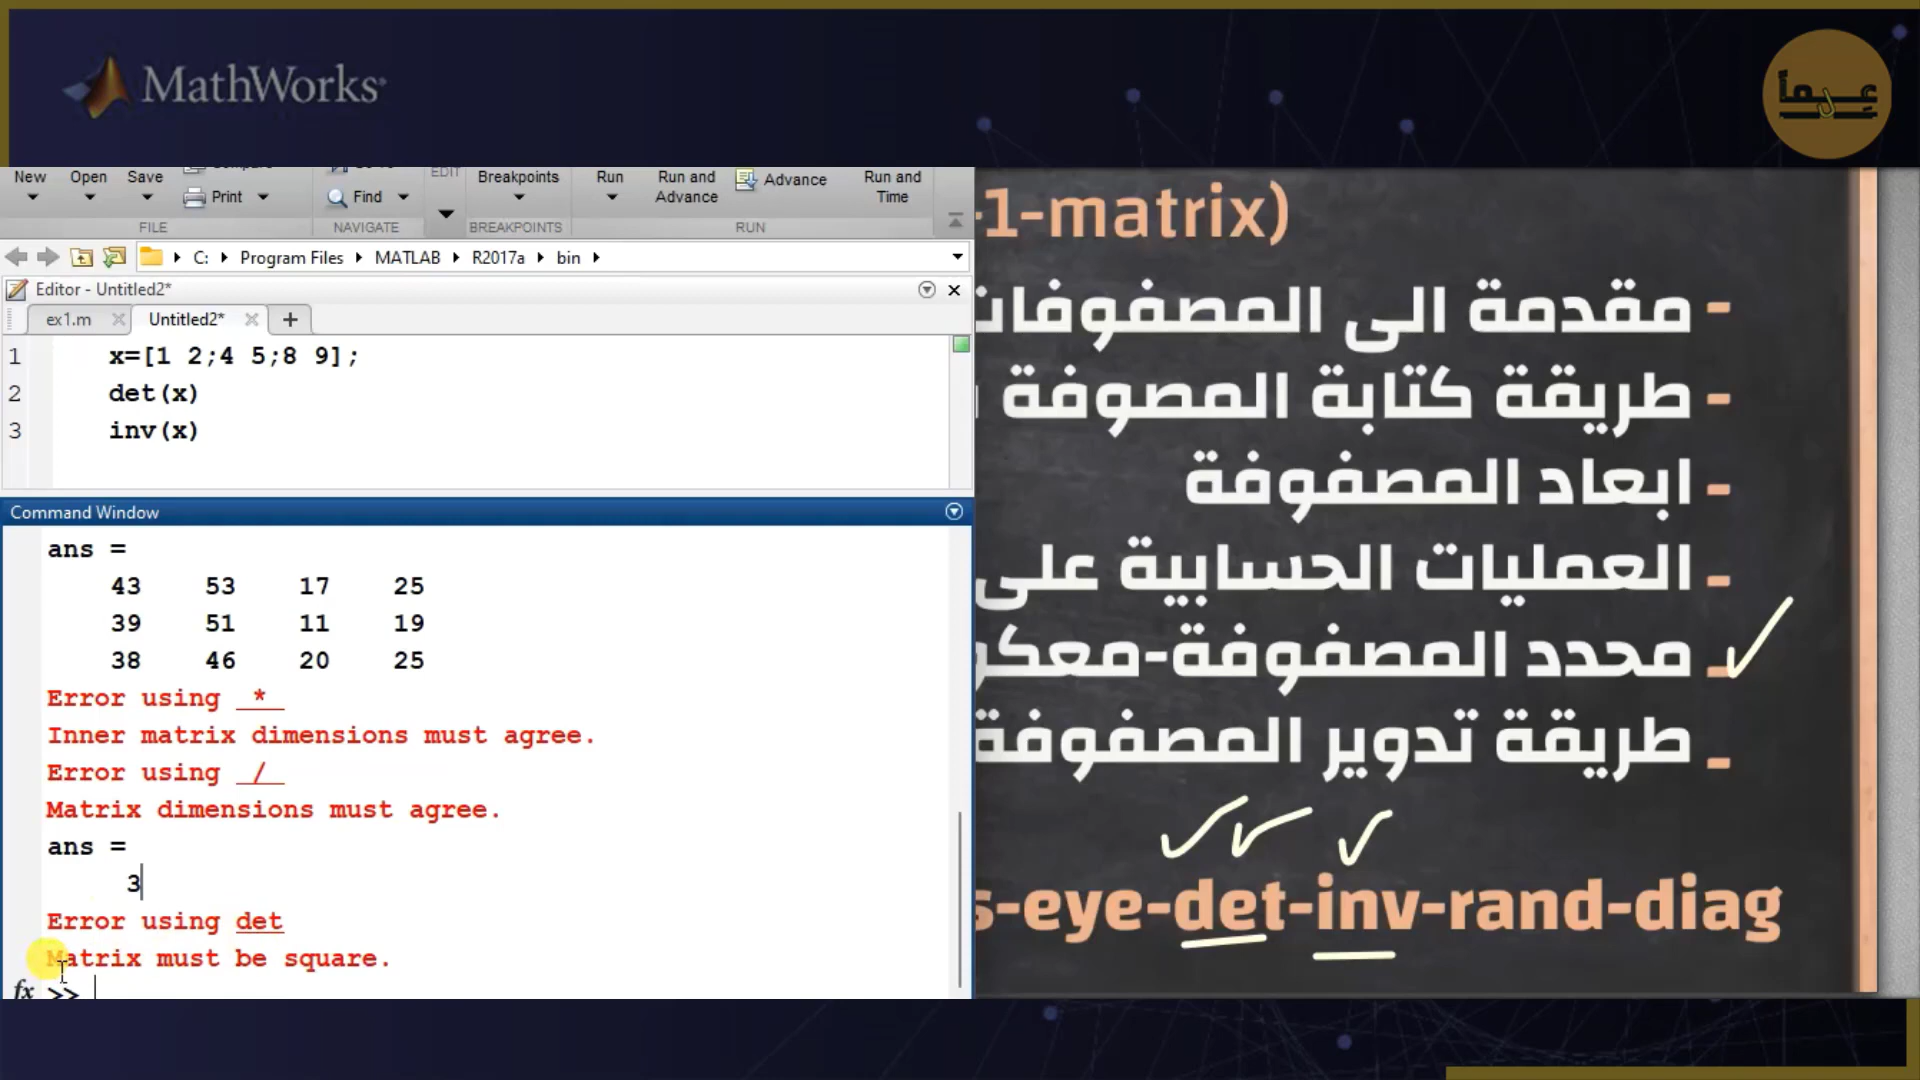 MathWorks®
علماً
New
Open
Save
Print
Find
EDIT
Breakpoints
Run
Run and Advance
Advance
Run and Time
FILE
NAVIGATE
BREAKPOINTS
RUN
C:
Program Files
MATLAB
R2017a
bin
Editor - Untitled2*
ex1.m
Untitled2*
1 x=[1 2;4 5;8 9];
2 det(x)
3 inv(x)
Command Window
ans =
43 53 17 25
39 51 11 19
38 46 20 25
Error using *
Inner matrix dimensions must agree.
Error using /
Matrix dimensions must agree.
ans =
3
Error using det
Matrix must be square.
fx >>
-1-matrix)
- مقدمة الى المصفوفات
- طريقة كتابة المصوفة
- ابعاد المصفوفة
- العمليات الحسابية على
- محدد المصفوفة-معكو
- طريقة تدوير المصفوفة
s-eye-det-inv-rand-diag